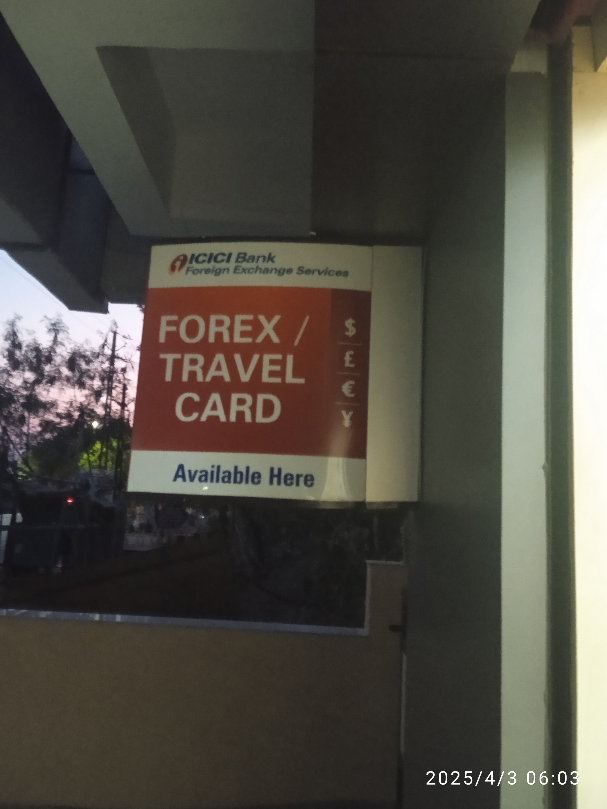 ICICI Bank
Foreign Exchange Services
FOREX /
TRAVEL
CARD
$
£
€
¥
Available Here
2025/4/3 06:03